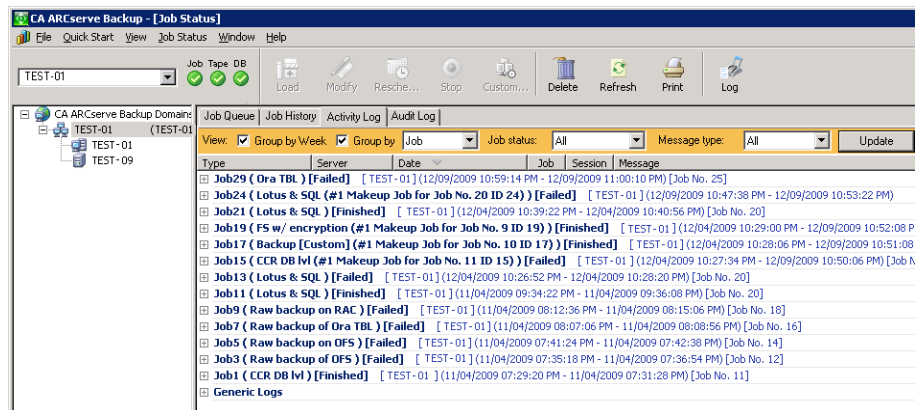 CA ARCserve Backup - [Job Status]
File Quick Start View Job Status Window Help
Job Tape DB
TEST-01
Load Modify Resche... Stop Custom... Delete Refresh Print Log
CA ARCserve Backup Domains
TEST-01 (TEST-01
TEST-01
TEST-09
Job Queue Job History Activity Log Audit Log
View: Group by Week Group by Job Job status: All Message type: All Update
Type Server Date Job Session Message
Job29 ( Ora TBL ) [Failed] [ TEST-01 ] (12/09/2009 10:59:14 PM - 12/09/2009 11:00:10 PM) [Job No. 25]
Job24 ( Lotus & SQL (#1 Makeup Job for Job No. 20 ID 24) ) [Failed] [ TEST-01 ] (12/09/2009 10:47:38 PM - 12/09/2009 10:53:22 PM)
Job21 ( Lotus & SQL ) [Finished] [ TEST-01 ] (12/04/2009 10:39:22 PM - 12/04/2009 10:40:56 PM) [Job No. 20]
Job19 ( FS w/ encryption (#1 Makeup Job for Job No. 9 ID 19) ) [Finished] [ TEST-01 ] (12/04/2009 10:29:00 PM - 12/09/2009 10:52:08 P
Job17 ( Backup [Custom] (#1 Makeup Job for Job No. 10 ID 17) ) [Finished] [ TEST-01 ] (12/04/2009 10:28:06 PM - 12/09/2009 10:51:08
Job15 ( CCR DB lvl (#1 Makeup Job for Job No. 11 ID 15) ) [Failed] [ TEST-01 ] (12/04/2009 10:27:34 PM - 12/09/2009 10:50:06 PM) [Job N
Job13 ( Lotus & SQL ) [Failed] [ TEST-01 ] (12/04/2009 10:26:52 PM - 12/04/2009 10:28:20 PM) [Job No. 20]
Job11 ( Lotus & SQL ) [Finished] [ TEST-01 ] (11/04/2009 09:34:22 PM - 11/04/2009 09:36:08 PM) [Job No. 20]
Job9 ( Raw backup on RAC ) [Failed] [ TEST-01 ] (11/04/2009 08:12:36 PM - 11/04/2009 08:15:06 PM) [Job No. 18]
Job7 ( Raw backup of Ora TBL ) [Failed] [ TEST-01 ] (11/04/2009 08:07:06 PM - 11/04/2009 08:08:56 PM) [Job No. 16]
Job5 ( Raw backup on OFS ) [Failed] [ TEST-01 ] (11/04/2009 07:41:24 PM - 11/04/2009 07:42:38 PM) [Job No. 14]
Job3 ( Raw backup of OFS ) [Failed] [ TEST-01 ] (11/04/2009 07:35:18 PM - 11/04/2009 07:36:54 PM) [Job No. 12]
Job1 ( CCR DB lvl ) [Finished] [ TEST-01 ] (11/04/2009 07:29:20 PM - 11/04/2009 07:31:28 PM) [Job No. 11]
Generic Logs